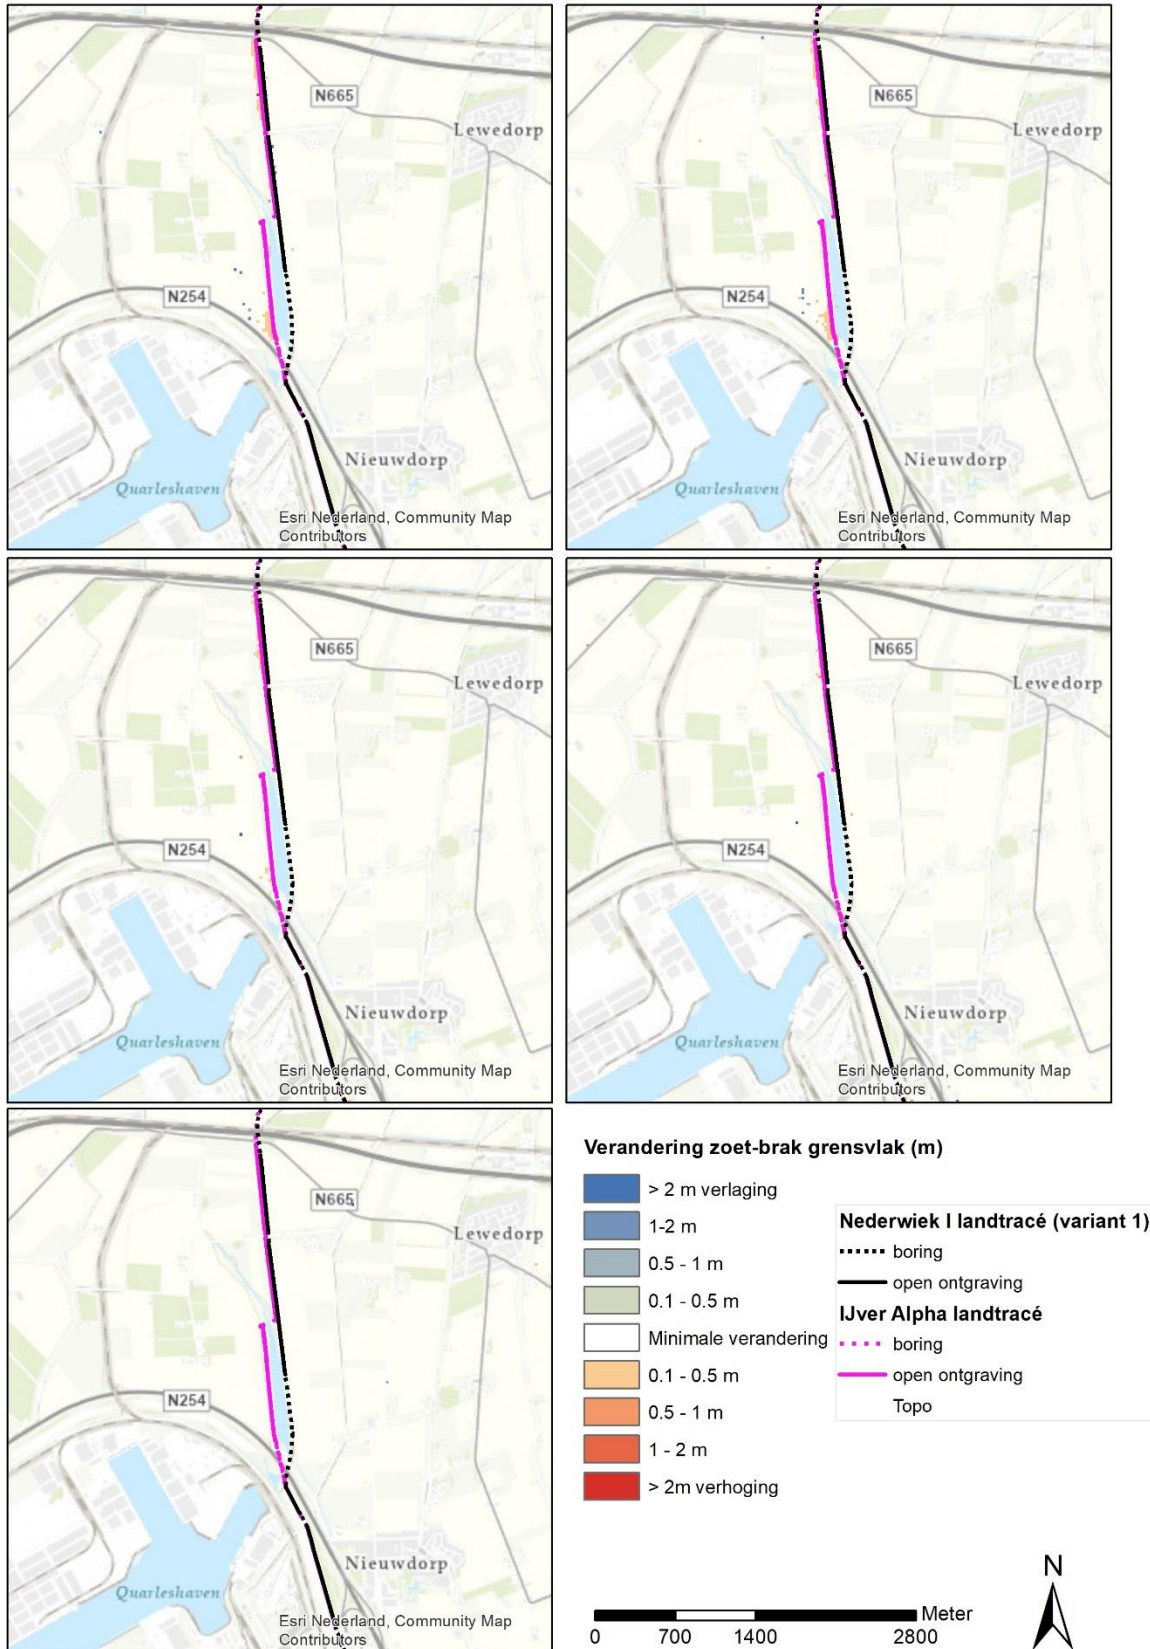 N665
Lewedorp
N254
Nieuwdorp
Quarleshaven
Esri Nederland, Community Map
Contributors
N665
Lewedorp
N254
Nieuwdorp
Quarleshaven
Esri Nederland, Community Map
Contributors
N665
Lewedorp
N254
Nieuwdorp
Quarleshaven
Esri Nederland, Community Map
Contributors
N665
Lewedorp
N254
Nieuwdorp
Quarleshaven
Esri Nederland, Community Map
Contributors
N665
Lewedorp
N254
Nieuwdorp
Quarleshaven
Esri Nederland, Community Map
Contributors
Verandering zoet-brak grensvlak (m)
> 2 m verlaging
1-2 m
0.5 - 1 m
0.1 - 0.5 m
Minimale verandering
0.1 - 0.5 m
0.5 - 1 m
1 - 2 m
> 2m verhoging
Nederwiek I landtracé (variant 1)
boring
open ontgraving
IJver Alpha landtracé
boring
open ontgraving
Topo
N
Meter
0 700 1400 2800